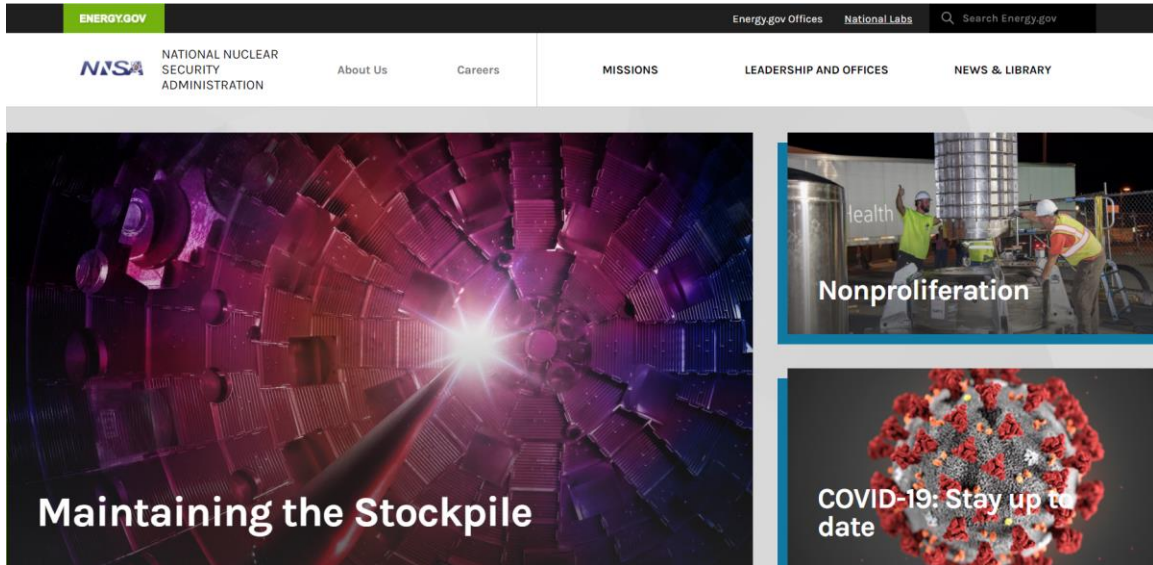 ENERGY.GOV
Energy.gov Offices
National Labs
Search Energy.gov
NNSA
NATIONAL NUCLEAR
SECURITY
ADMINISTRATION
About Us
Careers
MISSIONS
LEADERSHIP AND OFFICES
NEWS & LIBRARY
Health
Nonproliferation
Maintaining the Stockpile
COVID-19: Stay up to
date